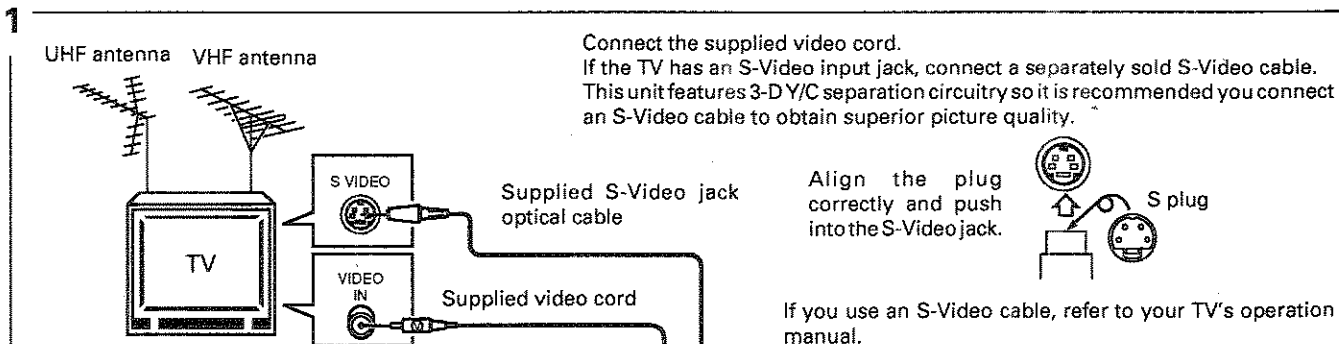 1
Connect the supplied video cord.
If the TV has an S-Video input jack, connect a separately sold S-Video cable.
This unit features 3-D Y/C separation circuitry so it is recommended you connect
an S-Video cable to obtain superior picture quality.
UHF antenna
VHF antenna
S VIDEO
Supplied S-Video jack
optical cable
Align the plug
correctly and push
into the S-Video jack.
S plug
TV
VIDEO
IN
Supplied video cord
V
If you use an S-Video cable, refer to your TV's operation
manual.